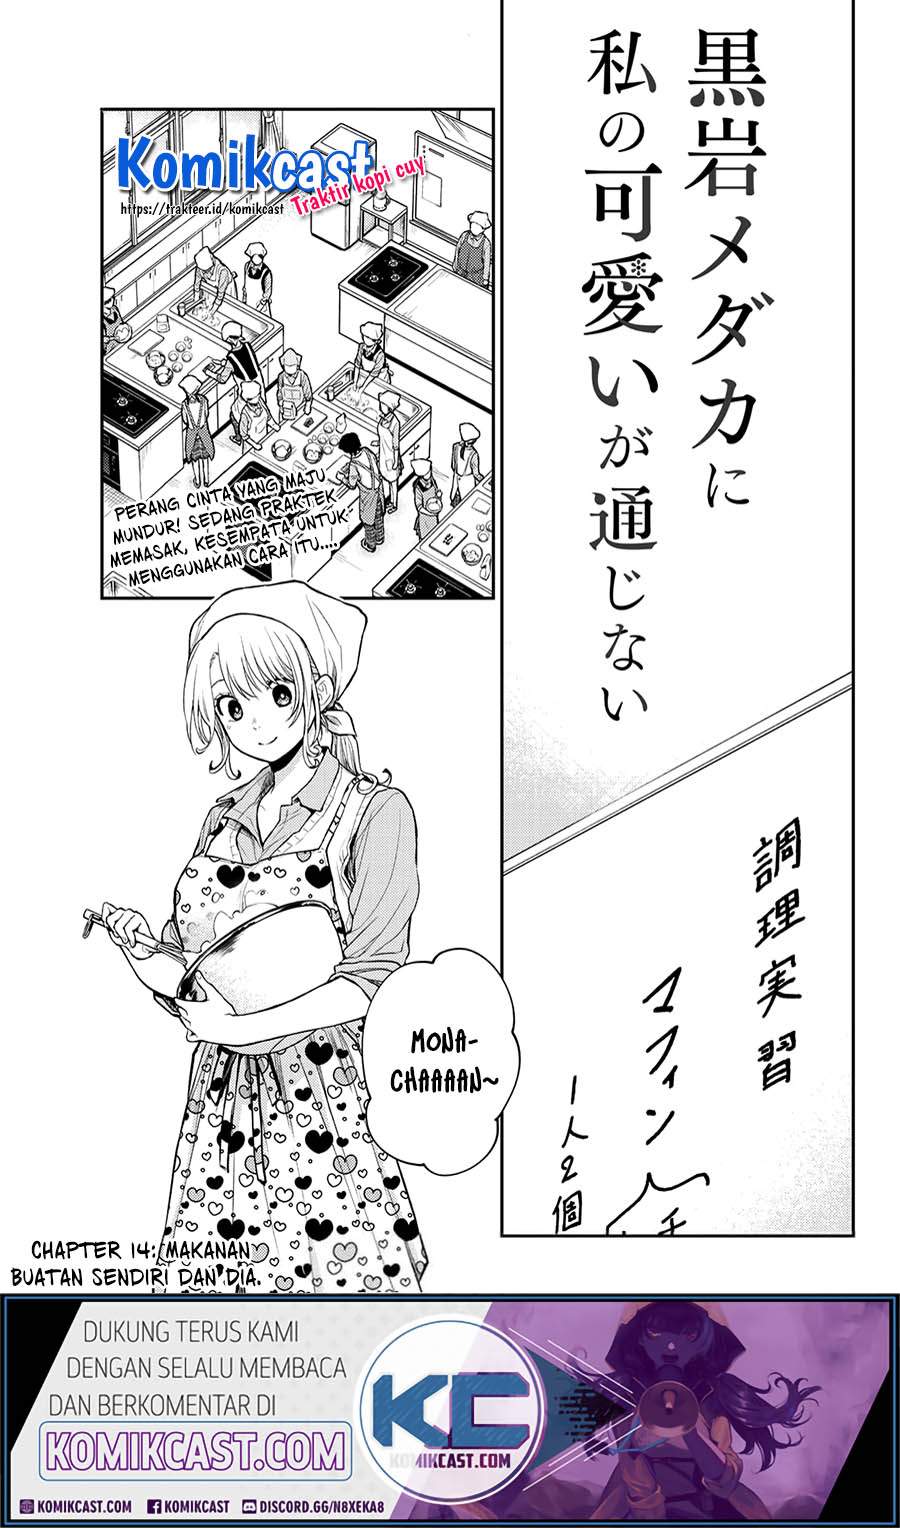 黒岩メダカに
私の可愛いが通じない
Komikcast
Traktir kopi cuy
https://trakteer.id/komikcast
PERANG CINTA YANG MAJU
MUNDUR! SEDANG PRAKTEK
MEMASAK, KESEMPATA UNTUK
MENGGUNAKAN CARA ITU....
調理実習
マフィン
1人2個
MONA-
CHAAAAN~
CHAPTER 14: MAKANAN
BUATAN SENDIRI DAN DIA.
DUKUNG TERUS KAMI
DENGAN SELALU MEMBACA
DAN BERKOMENTAR DI
KOMIKCAST.COM
KC
KOMIKCAST.COM
KOMIKCAST.COM
KOMIKCAST
DISCORD.GG/N8XEKA8